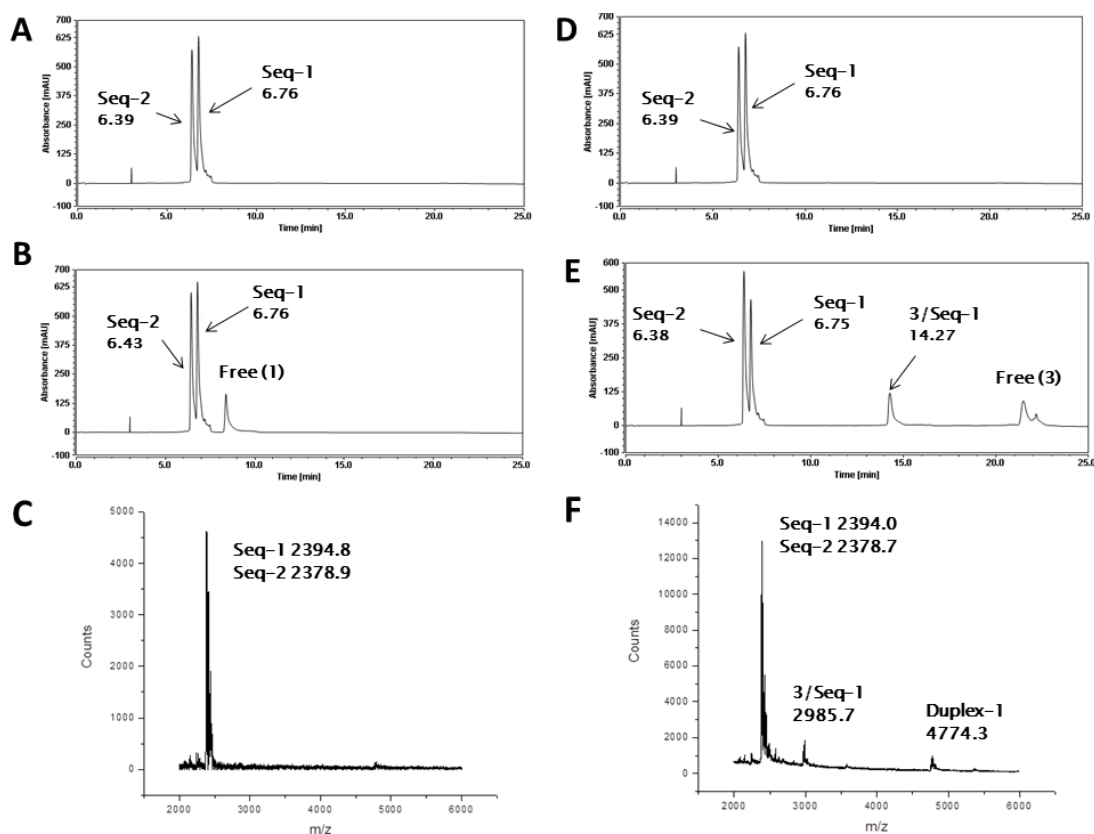 A
Absorbance [mAU]
700
625
500
375
250
125
0
-100
Seq-2
6.39
Seq-1
6.76
0.0
5.0
10.0
15.0
20.0
25.0
Time [min]
B
Absorbance [mAU]
700
625
500
375
250
125
0
-100
Seq-2
6.43
Seq-1
6.76
Free (1)
0.0
5.0
10.0
15.0
20.0
25.0
Time [min]
C
Counts
5000
4000
3000
2000
1000
0
Seq-1 2394.8
Seq-2 2378.9
2000
3000
4000
5000
6000
m/z
D
Absorbance [mAU]
700
625
500
375
250
125
0
-100
Seq-2
6.39
Seq-1
6.76
0.0
5.0
10.0
15.0
20.0
25.0
Time [min]
E
Absorbance [mAU]
600
500
375
250
125
0
-100
Seq-2
6.38
Seq-1
6.75
3/Seq-1
14.27
Free (3)
0.0
5.0
10.0
15.0
20.0
25.0
Time [min]
F
Counts
14000
12000
10000
8000
6000
4000
2000
0
Seq-1 2394.0
Seq-2 2378.7
3/Seq-1
2985.7
Duplex-1
4774.3
2000
3000
4000
5000
6000
m/z